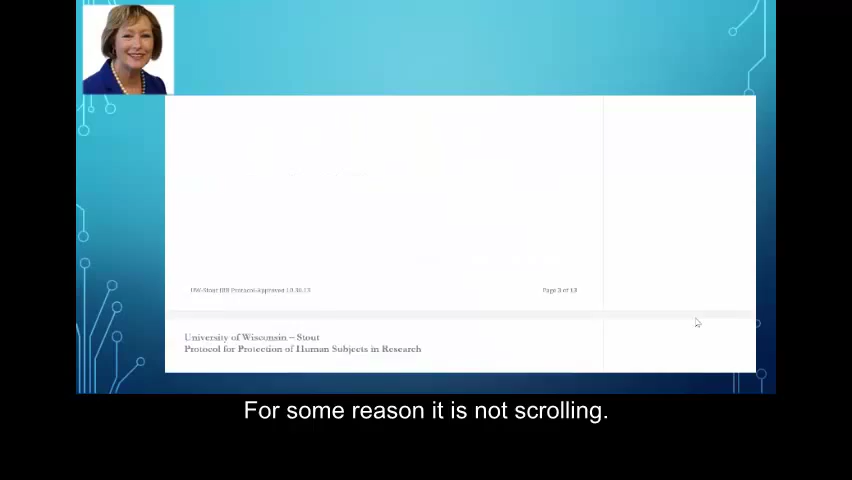 UW-Stout IRB Protocol-Approved 10.30.13
Page 3 of 13
University of Wisconsin – Stout
Protocol for Protection of Human Subjects in Research
For some reason it is not scrolling.